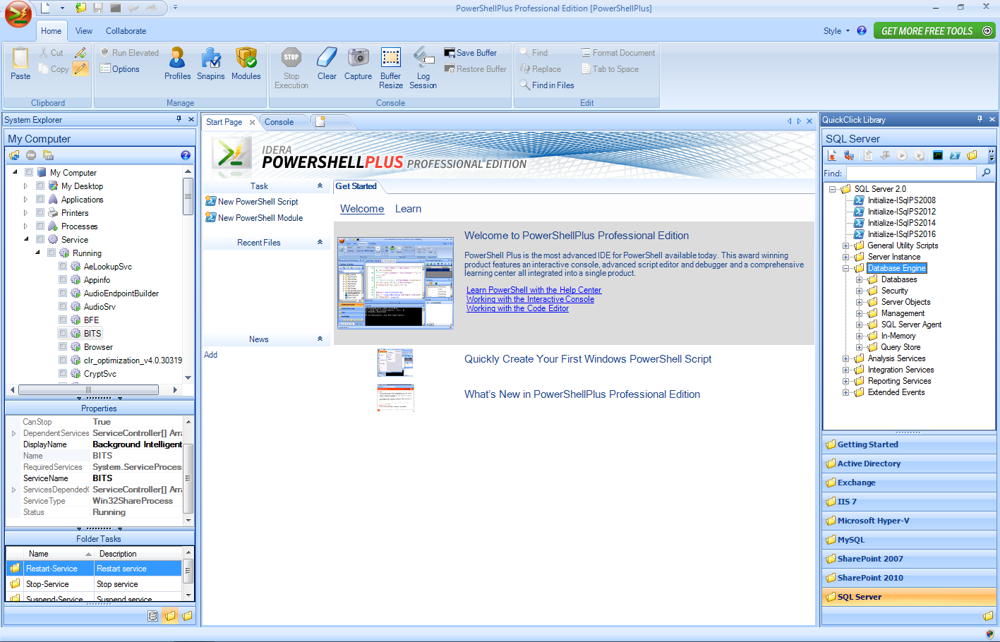 PowerShellPlus Professional Edition [PowerShellPlus]
Home
View
Collaborate
Style
GET MORE FREE TOOLS
Paste
Cut
Copy
Clipboard
Run Elevated
Options
Profiles
Snapins
Modules
Manage
STOP
Stop Execution
Clear
Capture
Buffer Resize
Log Session
Save Buffer
Restore Buffer
Console
Find
Replace
Find in Files
Format Document
Tab to Space
Edit
System Explorer
My Computer
My Computer
My Desktop
Applications
Printers
Processes
Service
Running
AeLookupSvc
Appinfo
AudioEndpointBuilder
AudioSrv
BFE
BITS
Browser
clr_optimization_v4.0.30319
CryptSvc
Properties
CanStop True
DependentServices ServiceController[] Arra
DisplayName Background Intelligent
Name BITS
RequiredServices System.ServiceProcess
ServiceName BITS
ServicesDependedO ServiceController[] Arra
ServiceType Win32ShareProcess
Status Running
Folder Tasks
Name Description
Restart-Service Restart service
Stop-Service Stop service
Suspend-Service Suspend service
Start Page
Console
IDERA
POWERSHELLPLUS PROFESSIONAL EDITION
Task
New PowerShell Script
New PowerShell Module
Recent Files
News
Add
Get Started
Welcome Learn
Welcome to PowerShellPlus Professional Edition
PowerShell Plus is the most advanced IDE for PowerShell available today. This award winning
product features an interactive console, advanced script editor and debugger and a comprehensive
learning center all integrated into a single product.
Learn PowerShell with the Help Center
Working with the Interactive Console
Working with the Code Editor
Quickly Create Your First Windows PowerShell Script
What's New in PowerShellPlus Professional Edition
QuickClick Library
SQL Server
Find:
SQL Server 2.0
Initialize-ISqlPS2008
Initialize-ISqlPS2012
Initialize-ISqlPS2014
Initialize-ISqlPS2016
General Utility Scripts
Server Instance
Database Engine
Databases
Security
Server Objects
Management
SQL Server Agent
In-Memory
Query Store
Analysis Services
Integration Services
Reporting Services
Extended Events
Getting Started
Active Directory
Exchange
IIS 7
Microsoft Hyper-V
MySQL
SharePoint 2007
SharePoint 2010
SQL Server